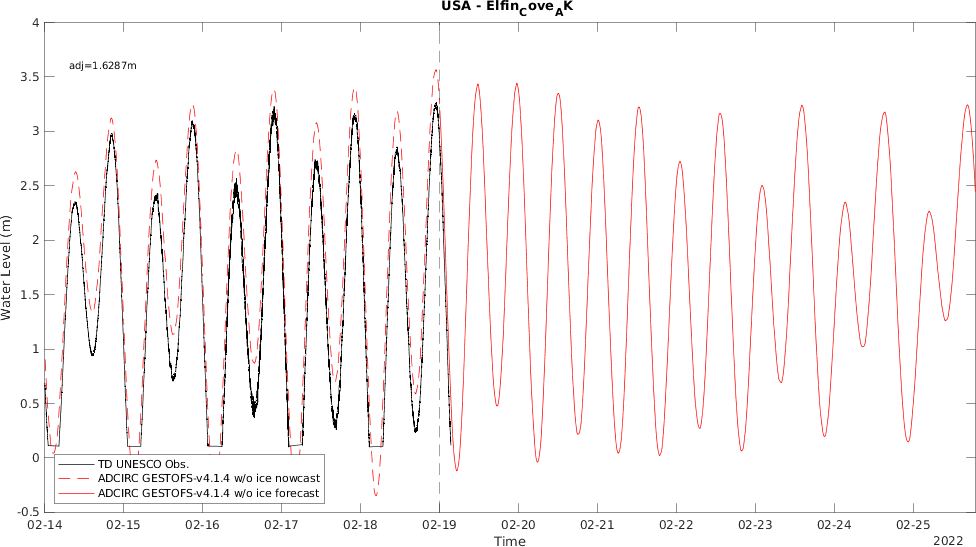 USA - ElfinCoveAK
4
3.5
3
2.5
2
1.5
1
0.5
0
-0.5
Water Level (m)
adj=1.6287m
TD UNESCO Obs.
ADCIRC GESTOFS-v4.1.4 w/o ice nowcast
ADCIRC GESTOFS-v4.1.4 w/o ice forecast
02-14 02-15 02-16 02-17 02-18 02-19 02-20 02-21 02-22 02-23 02-24 02-25
Time
2022